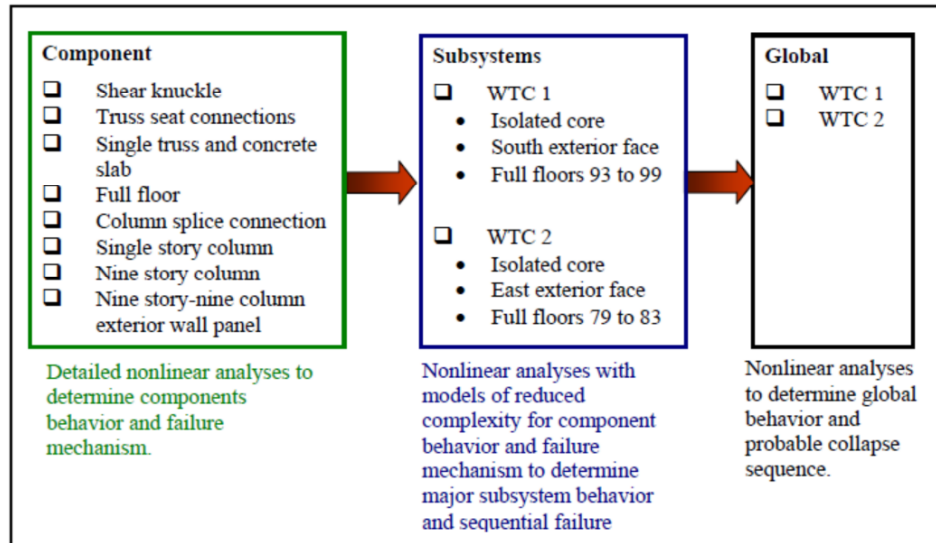 Component
❑ Shear knuckle
❑ Truss seat connections
❑ Single truss and concrete
slab
❑ Full floor
❑ Column splice connection
❑ Single story column
❑ Nine story column
❑ Nine story-nine column
exterior wall panel
Detailed nonlinear analyses to
determine components
behavior and failure
mechanism.
Subsystems
❑ WTC 1
• Isolated core
• South exterior face
• Full floors 93 to 99
❑ WTC 2
• Isolated core
• East exterior face
• Full floors 79 to 83
Nonlinear analyses with
models of reduced
complexity for component
behavior and failure
mechanism to determine
major subsystem behavior
and sequential failure
Global
❑ WTC 1
❑ WTC 2
Nonlinear analyses
to determine global
behavior and
probable collapse
sequence.